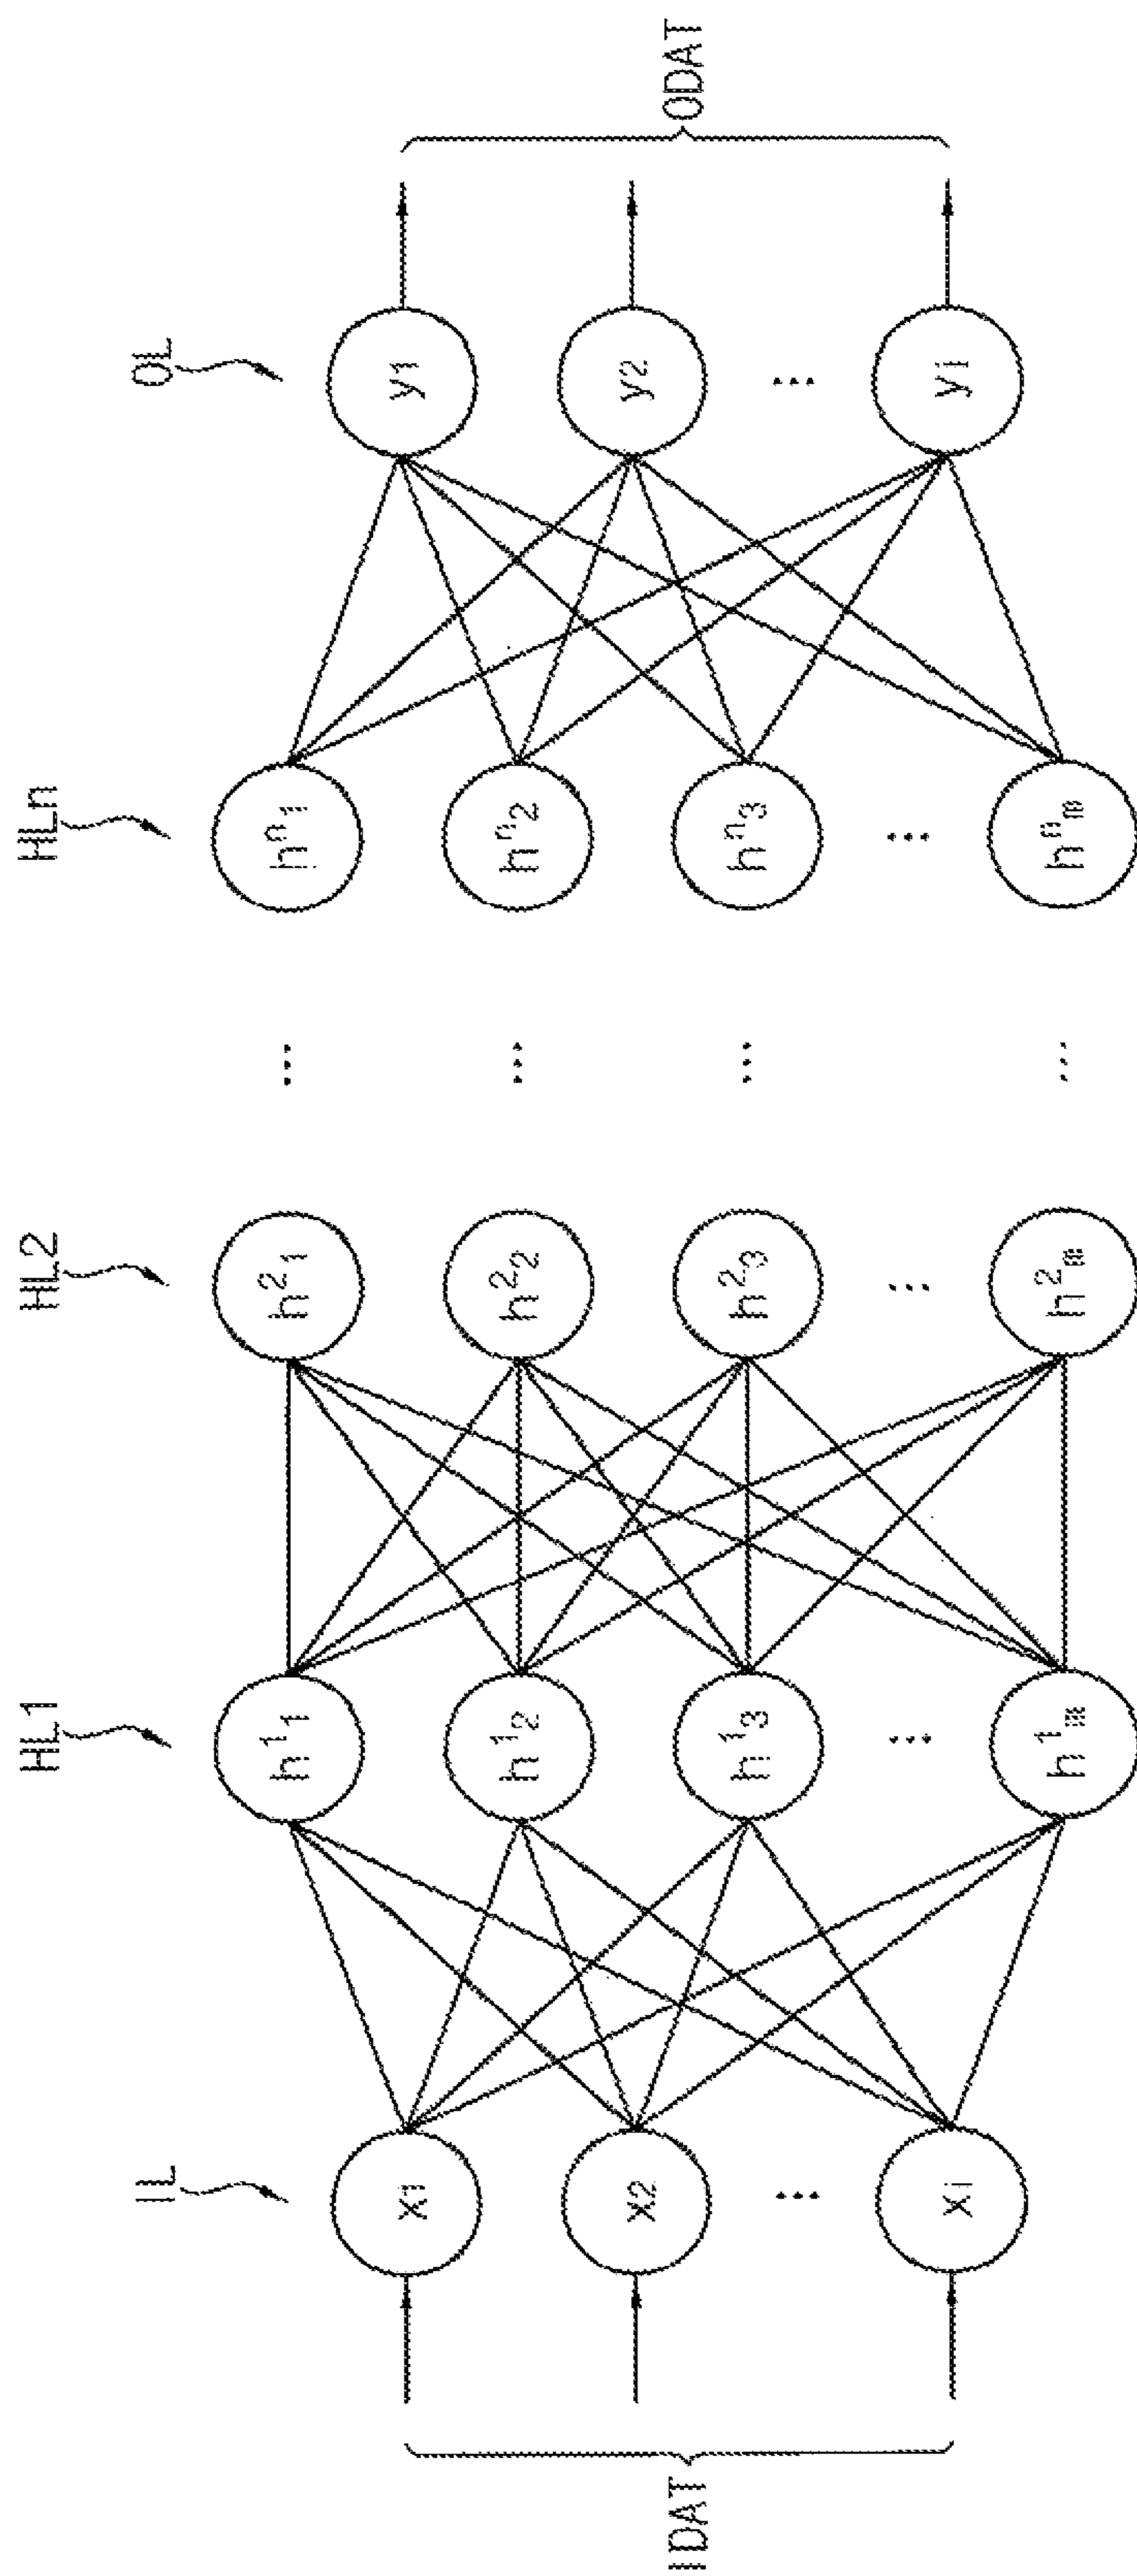 IL
HL1
HL2
HLn
OL
IDAT
x1
x2
⋮
xi
h¹1
h¹2
h¹3
⋮
h¹m
h²1
h²2
h²3
⋮
h²m
...
...
...
...
hⁿ1
hⁿ2
hⁿ3
⋮
hⁿm
y1
y2
⋮
yi
ODAT